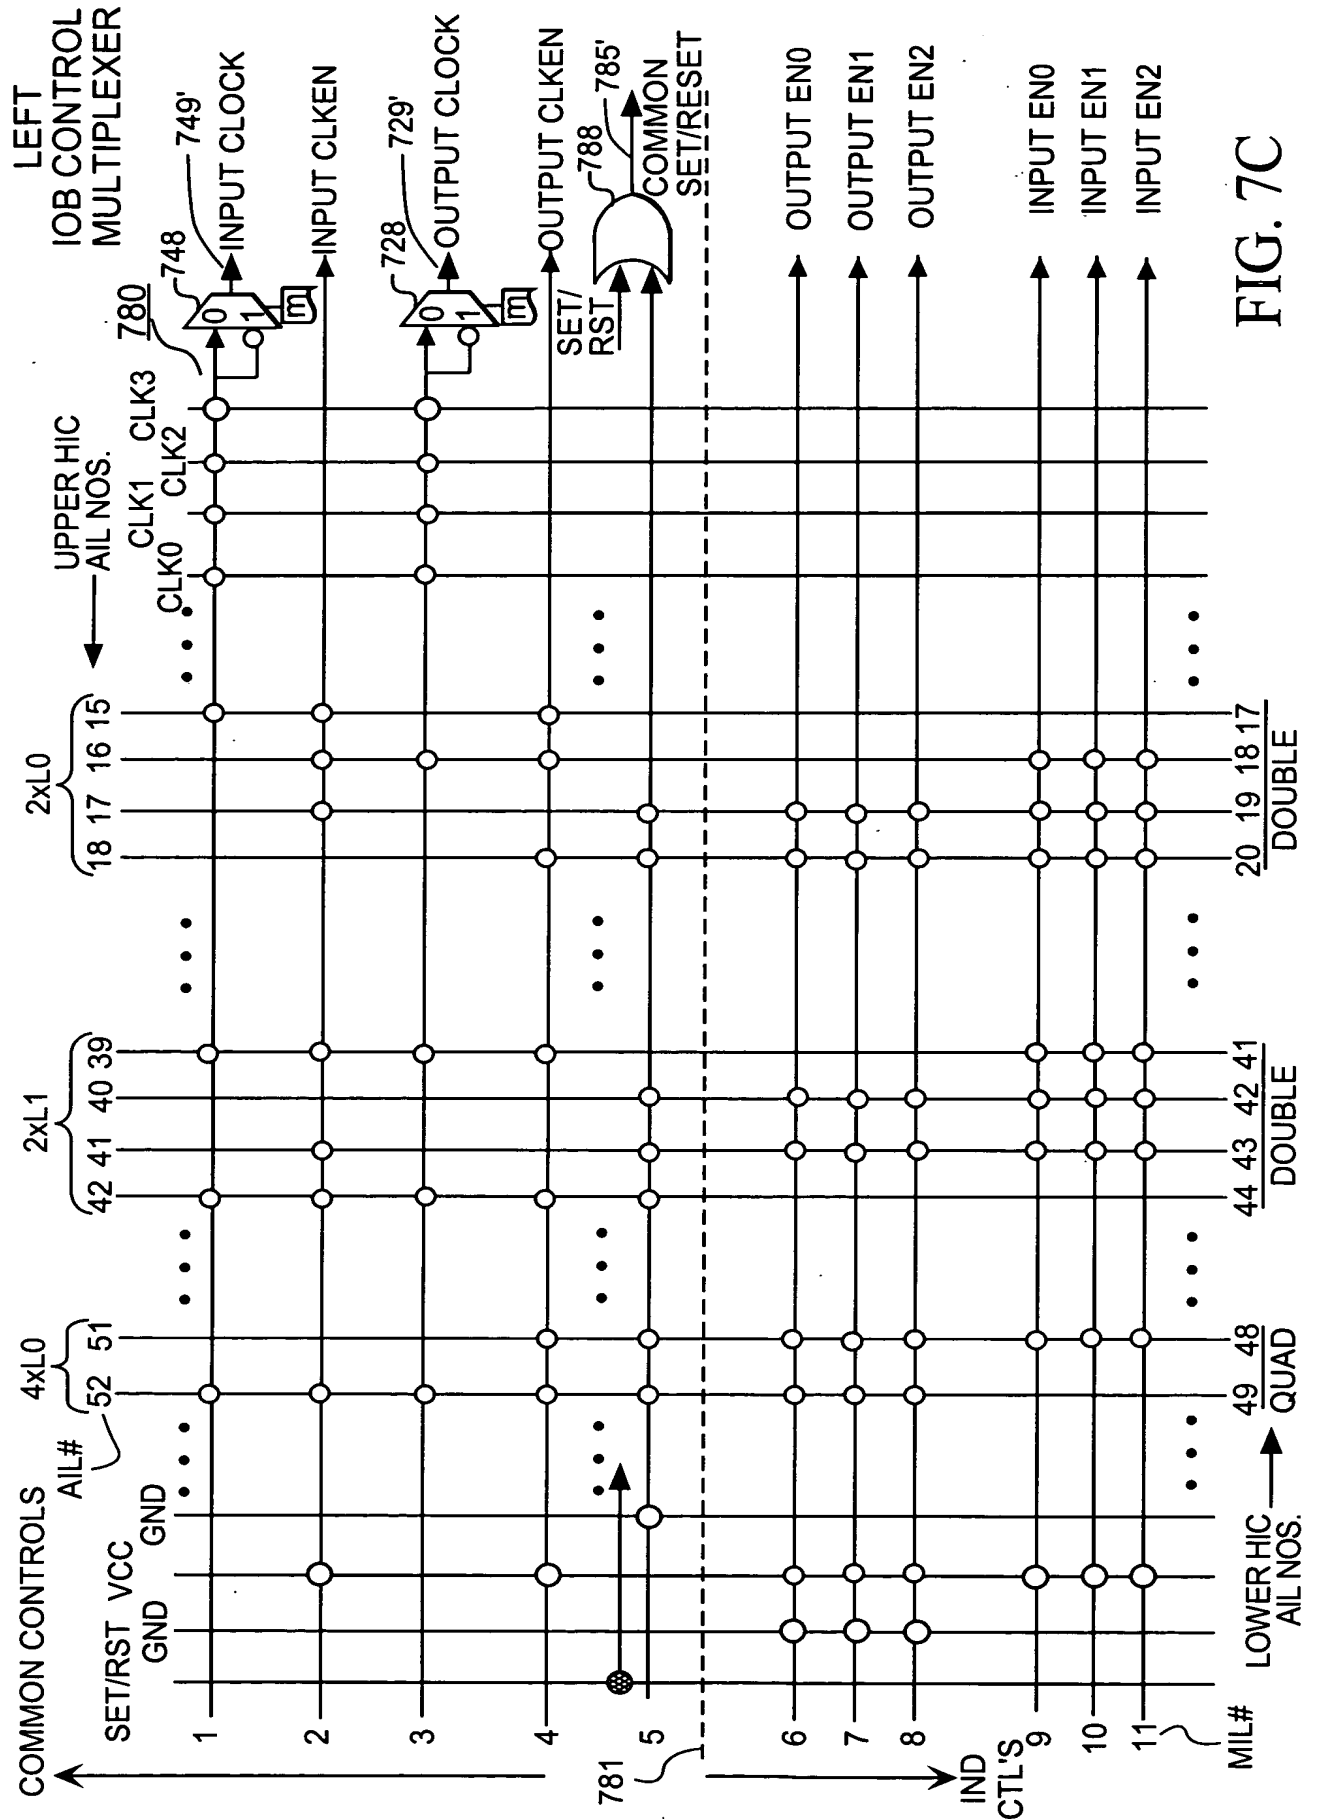 LEFT
IOB CONTROL
MULTIPLEXER
COMMON CONTROLS
UPPER HIC
AIL NOS.
AIL#
4xL0
52 51
2xL1
42 41 40 39
2xL0
18 17 16 15
SET/RST
GND
VCC
GND
CLK0
CLK1
CLK2
CLK3
780
748
749'
0
1
m
INPUT CLOCK
INPUT CLKEN
728
729'
0
1
m
OUTPUT CLOCK
OUTPUT CLKEN
SET/
RST
788
785'
COMMON
SET/RESET
1
2
3
4
5
781
6
7
8
9
10
11
IND
CTL'S
MIL#
OUTPUT EN0
OUTPUT EN1
OUTPUT EN2
INPUT EN0
INPUT EN1
INPUT EN2
LOWER HIC
AIL NOS.
49 48
QUAD
44 43 42 41
DOUBLE
20 19 18 17
DOUBLE
FIG. 7C